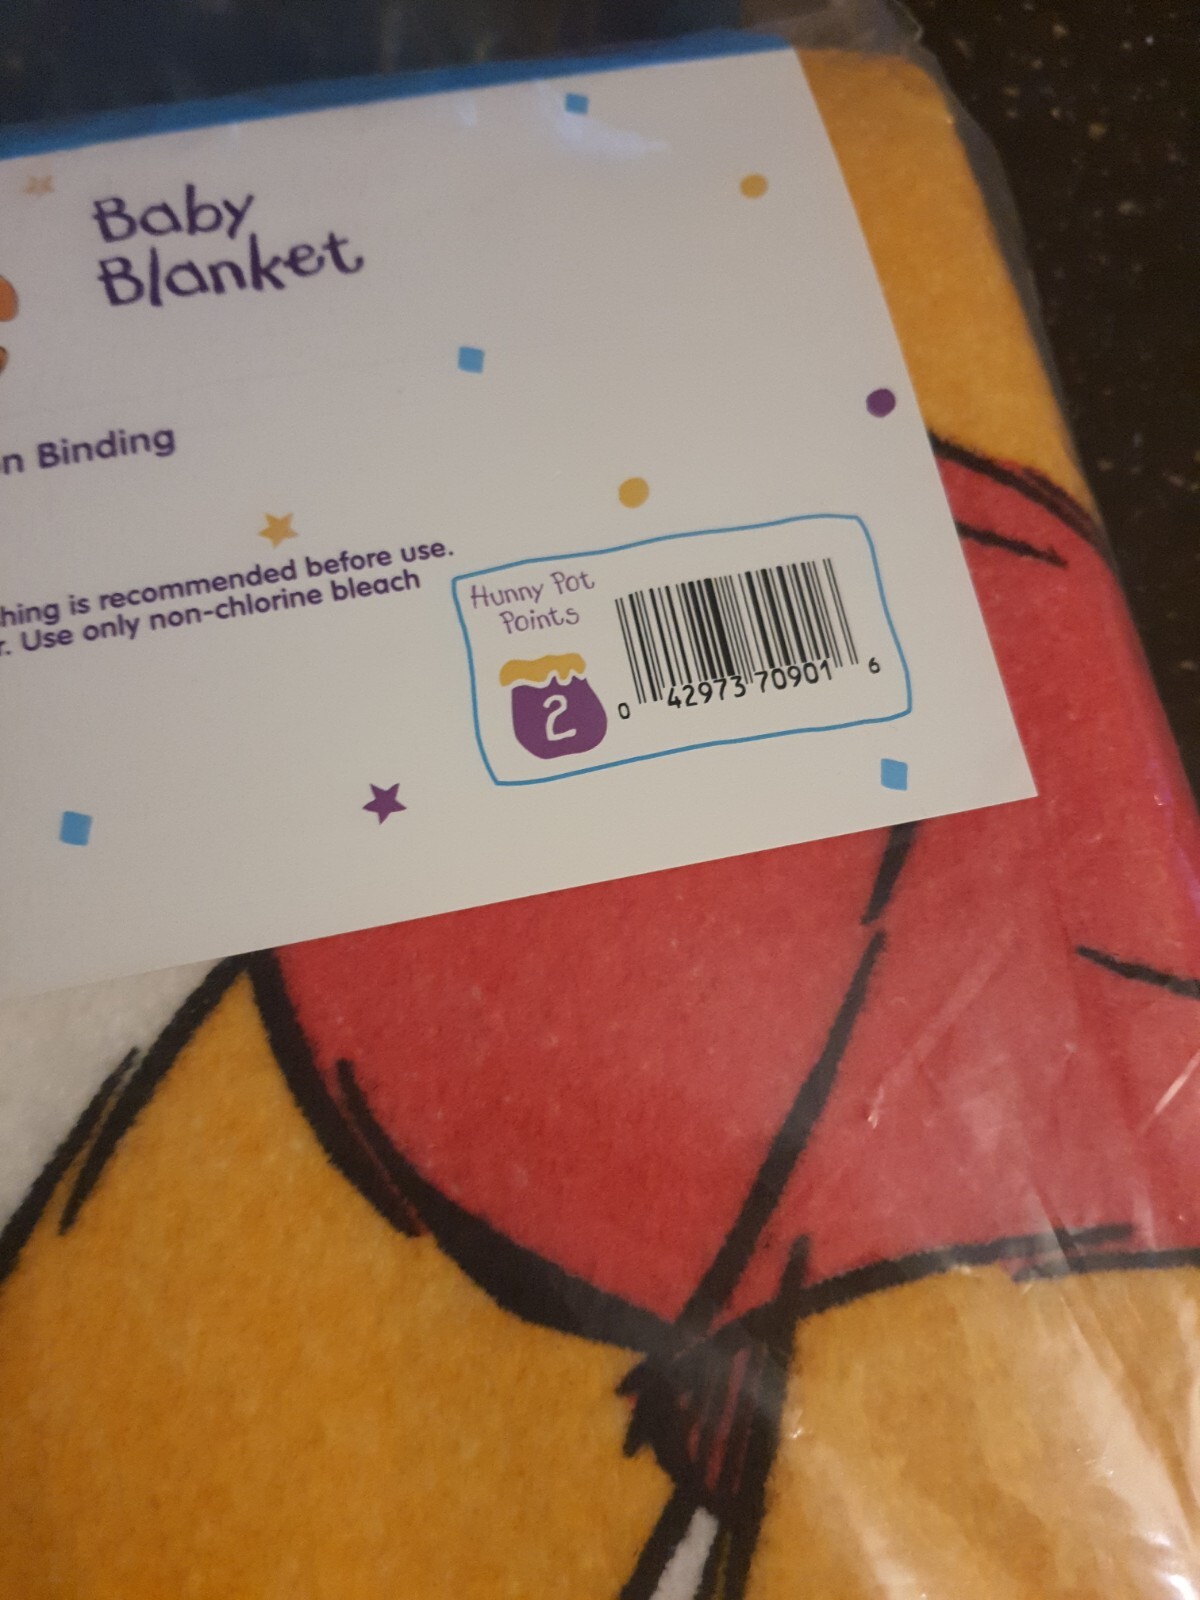 Baby
Blanket
n Binding
hing is recommended before use.
r. Use only non-chlorine bleach
Hunny Pot
Points
2
0 42973 70901 6